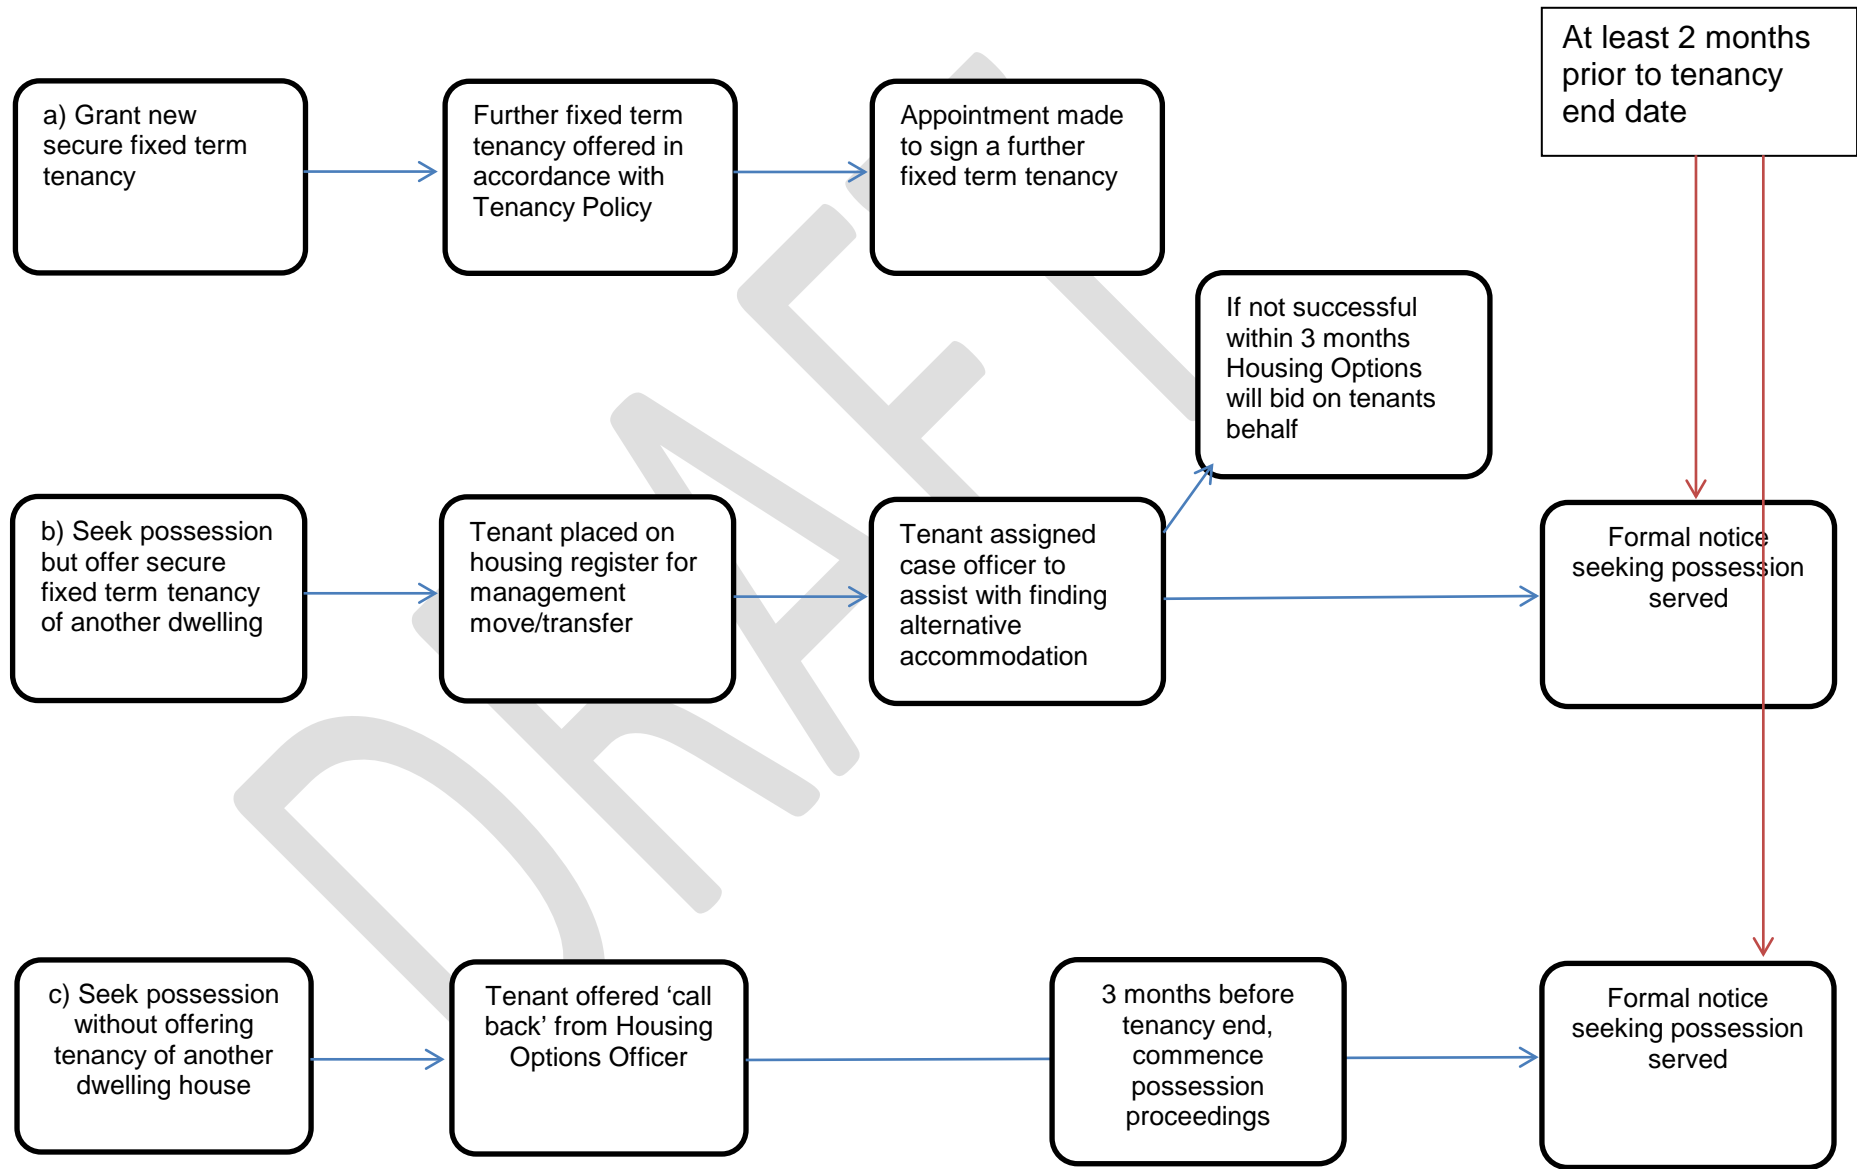 At least 2 months
prior to tenancy
end date
a) Grant new
secure fixed term
tenancy
Further fixed term
tenancy offered in
accordance with
Tenancy Policy
Appointment made
to sign a further
fixed term tenancy
If not successful
within 3 months
Housing Options
will bid on tenants
behalf
b) Seek possession
but offer secure
fixed term tenancy
of another dwelling
Tenant placed on
housing register for
management
move/transfer
Tenant assigned
case officer to
assist with finding
alternative
accommodation
Formal notice
seeking possession
served
c) Seek possession
without offering
tenancy of another
dwelling house
Tenant offered ‘call
back’ from Housing
Options Officer
3 months before
tenancy end,
commence
possession
proceedings
Formal notice
seeking possession
served
DRAFT